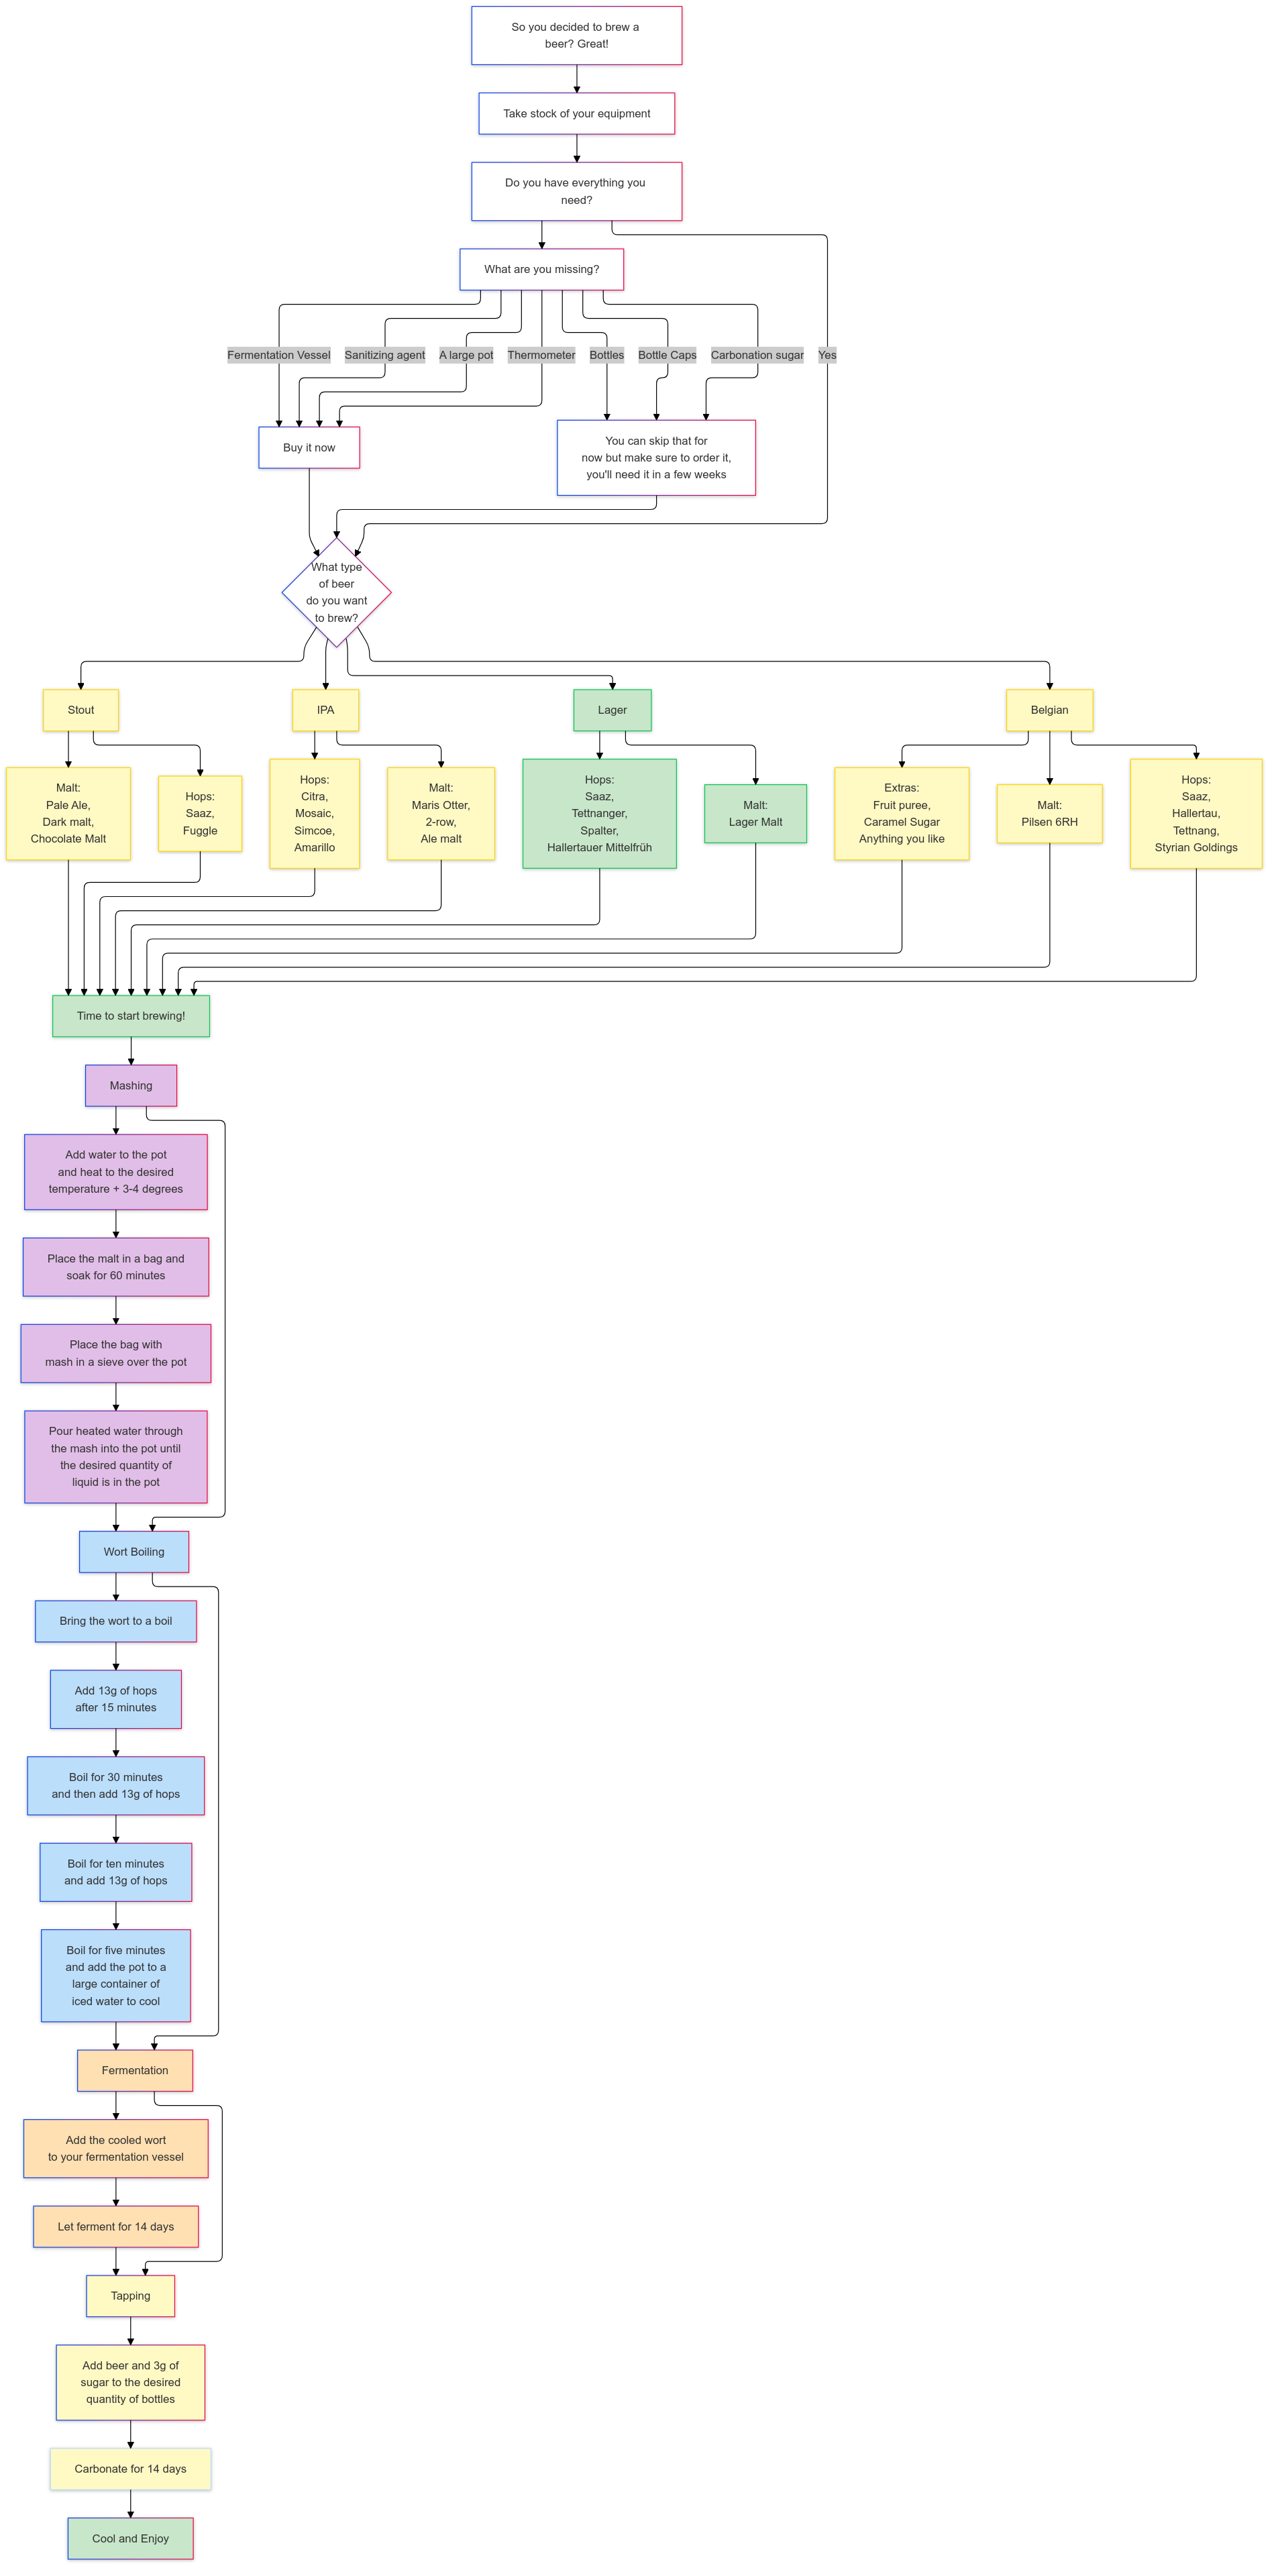 So you decided to brew a
beer? Great!
Take stock of your equipment
Do you have everything you
need?
What are you missing?
Fermentation Vessel
Sanitizing agent
A large pot
Thermometer
Bottles
Bottle Caps
Carbonation sugar
Yes
Buy it now
You can skip that for
now but make sure to order it,
you'll need it in a few weeks
What type
of beer
do you want
to brew?
Stout
IPA
Lager
Belgian
Malt:
Pale Ale,
Dark malt,
Chocolate Malt
Hops:
Saaz,
Fuggle
Hops:
Citra,
Mosaic,
Simcoe,
Amarillo
Malt:
Maris Otter,
2-row,
Ale malt
Hops:
Saaz,
Tettnanger,
Spalter,
Hallertauer Mittelfrüh
Malt:
Lager Malt
Extras:
Fruit puree,
Caramel Sugar
Anything you like
Malt:
Pilsen 6RH
Hops:
Saaz,
Hallertau,
Tettnang,
Styrian Goldings
Time to start brewing!
Mashing
Add water to the pot
and heat to the desired
temperature + 3-4 degrees
Place the malt in a bag and
soak for 60 minutes
Place the bag with
mash in a sieve over the pot
Pour heated water through
the mash into the pot until
the desired quantity of
liquid is in the pot
Wort Boiling
Bring the wort to a boil
Add 13g of hops
after 15 minutes
Boil for 30 minutes
and then add 13g of hops
Boil for ten minutes
and add 13g of hops
Boil for five minutes
and add the pot to a
large container of
iced water to cool
Fermentation
Add the cooled wort
to your fermentation vessel
Let ferment for 14 days
Tapping
Add beer and 3g of
sugar to the desired
quantity of bottles
Carbonate for 14 days
Cool and Enjoy